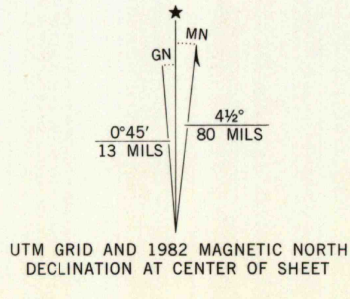 MN
GN
4½°
80 MILS
0°45′
13 MILS
UTM GRID AND 1982 MAGNETIC NORTH
DECLINATION AT CENTER OF SHEET